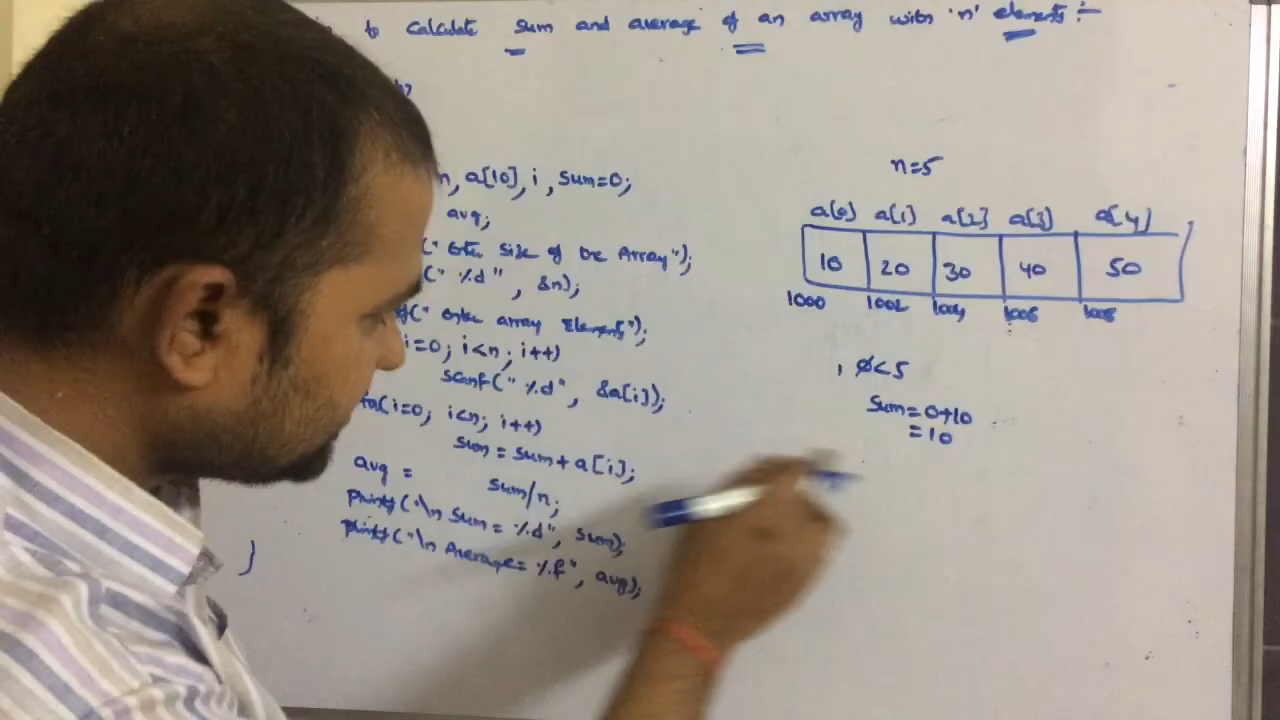 to calculate sum and average of an array with 'n' elements :-
n, a[10], i, sum=0;
avg;
(" Enter size of the Array");
(" %d" , &n);
f(" Enter array Elements");
i=0; i<n; i++)
scanf(" %d" , &a[i]);
for(i=0; i<n; i++)
sum = sum + a[i];
avg = sum/n;
printf("\n Sum = %d", sum);
printf("\n Average = %f", avg);
}
n=5
a[0] a[1] a[2] a[3] a[4]
10 20 30 40 50
1000 1002 1004 1006 1008
1 0<5
sum = 0+10
= 10